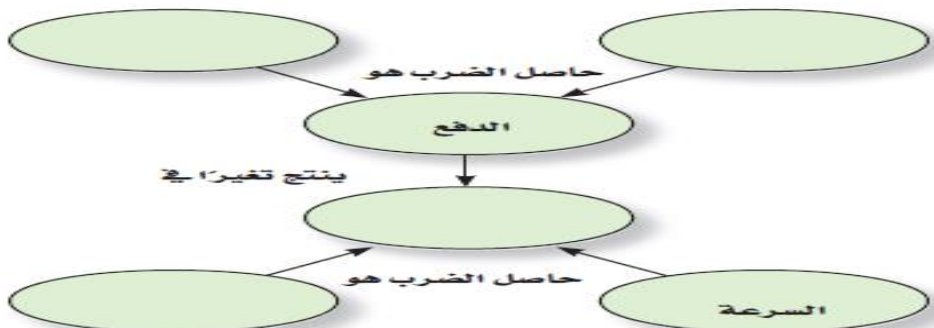 حاصل الضرب هو
الدفع
ينتج تغيرًا في
حاصل الضرب هو
السرعة